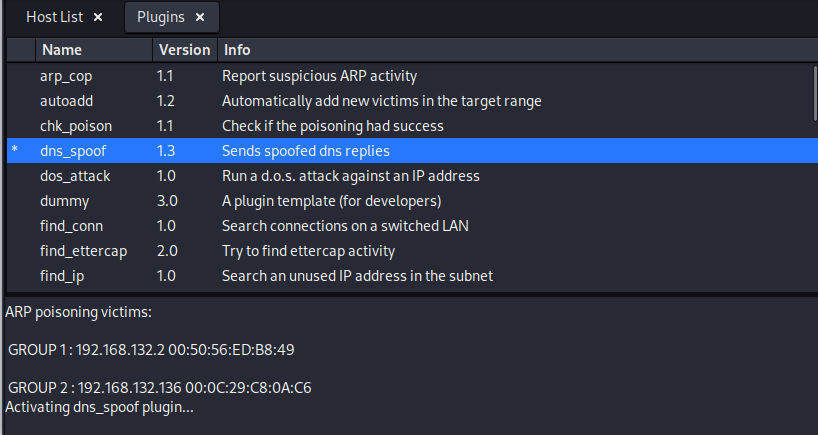 Host List × Plugins ×
Name Version Info
arp_cop 1.1 Report suspicious ARP activity
autoadd 1.2 Automatically add new victims in the target range
chk_poison 1.1 Check if the poisoning had success
* dns_spoof 1.3 Sends spoofed dns replies
dos_attack 1.0 Run a d.o.s. attack against an IP address
dummy 3.0 A plugin template (for developers)
find_conn 1.0 Search connections on a switched LAN
find_ettercap 2.0 Try to find ettercap activity
find_ip 1.0 Search an unused IP address in the subnet
ARP poisoning victims:
GROUP 1 : 192.168.132.2 00:50:56:ED:B8:49
GROUP 2 : 192.168.132.136 00:0C:29:C8:0A:C6
Activating dns_spoof plugin...